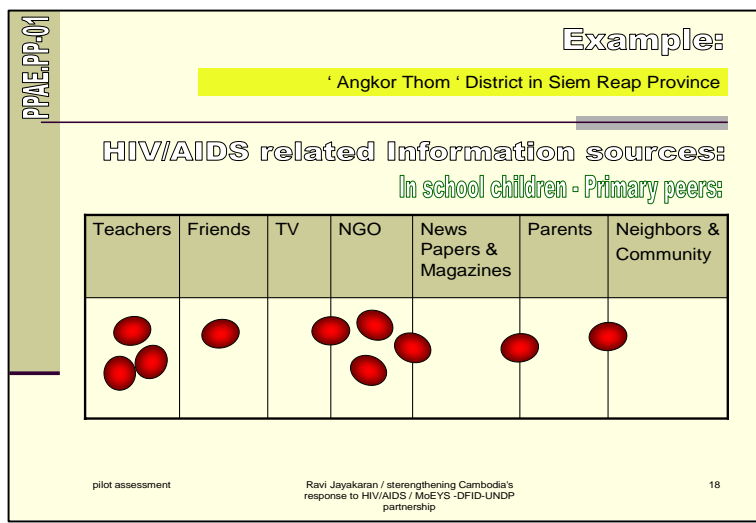 PPAE.PP-01
Example:
‘ Angkor Thom ‘ District in Siem Reap Province
HIV/AIDS related Information sources:
In school children - Primary peers:
Teachers
Friends
TV
NGO
News
Papers &
Magazines
Parents
Neighbors &
Community
pilot assessment
Ravi Jayakaran / sterengthening Cambodia's
response to HIV/AIDS / MoEYS -DFID-UNDP
partnership
18